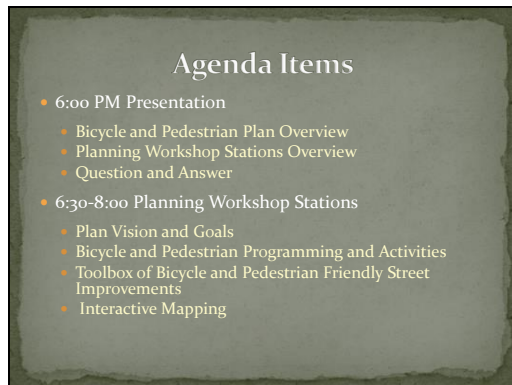 Agenda Items
6:00 PM Presentation
Bicycle and Pedestrian Plan Overview
Planning Workshop Stations Overview
Question and Answer
6:30-8:00 Planning Workshop Stations
Plan Vision and Goals
Bicycle and Pedestrian Programming and Activities
Toolbox of Bicycle and Pedestrian Friendly Street
Improvements
Interactive Mapping